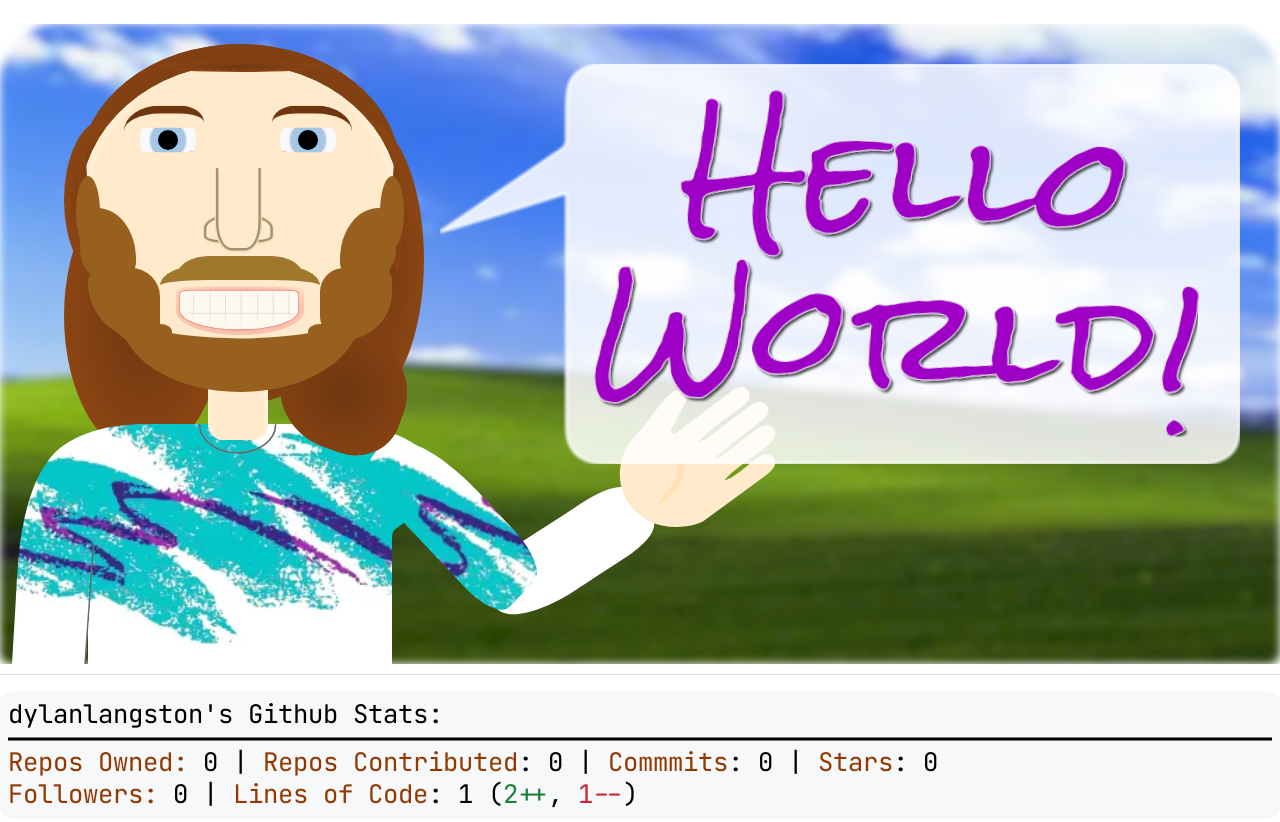 Hello
World!
dylanlangston's Github Stats:
Repos Owned: 0 | Repos Contributed: 0 | Commmits: 0 | Stars: 0
Followers: 0 | Lines of Code: 1 (2++, 1--)